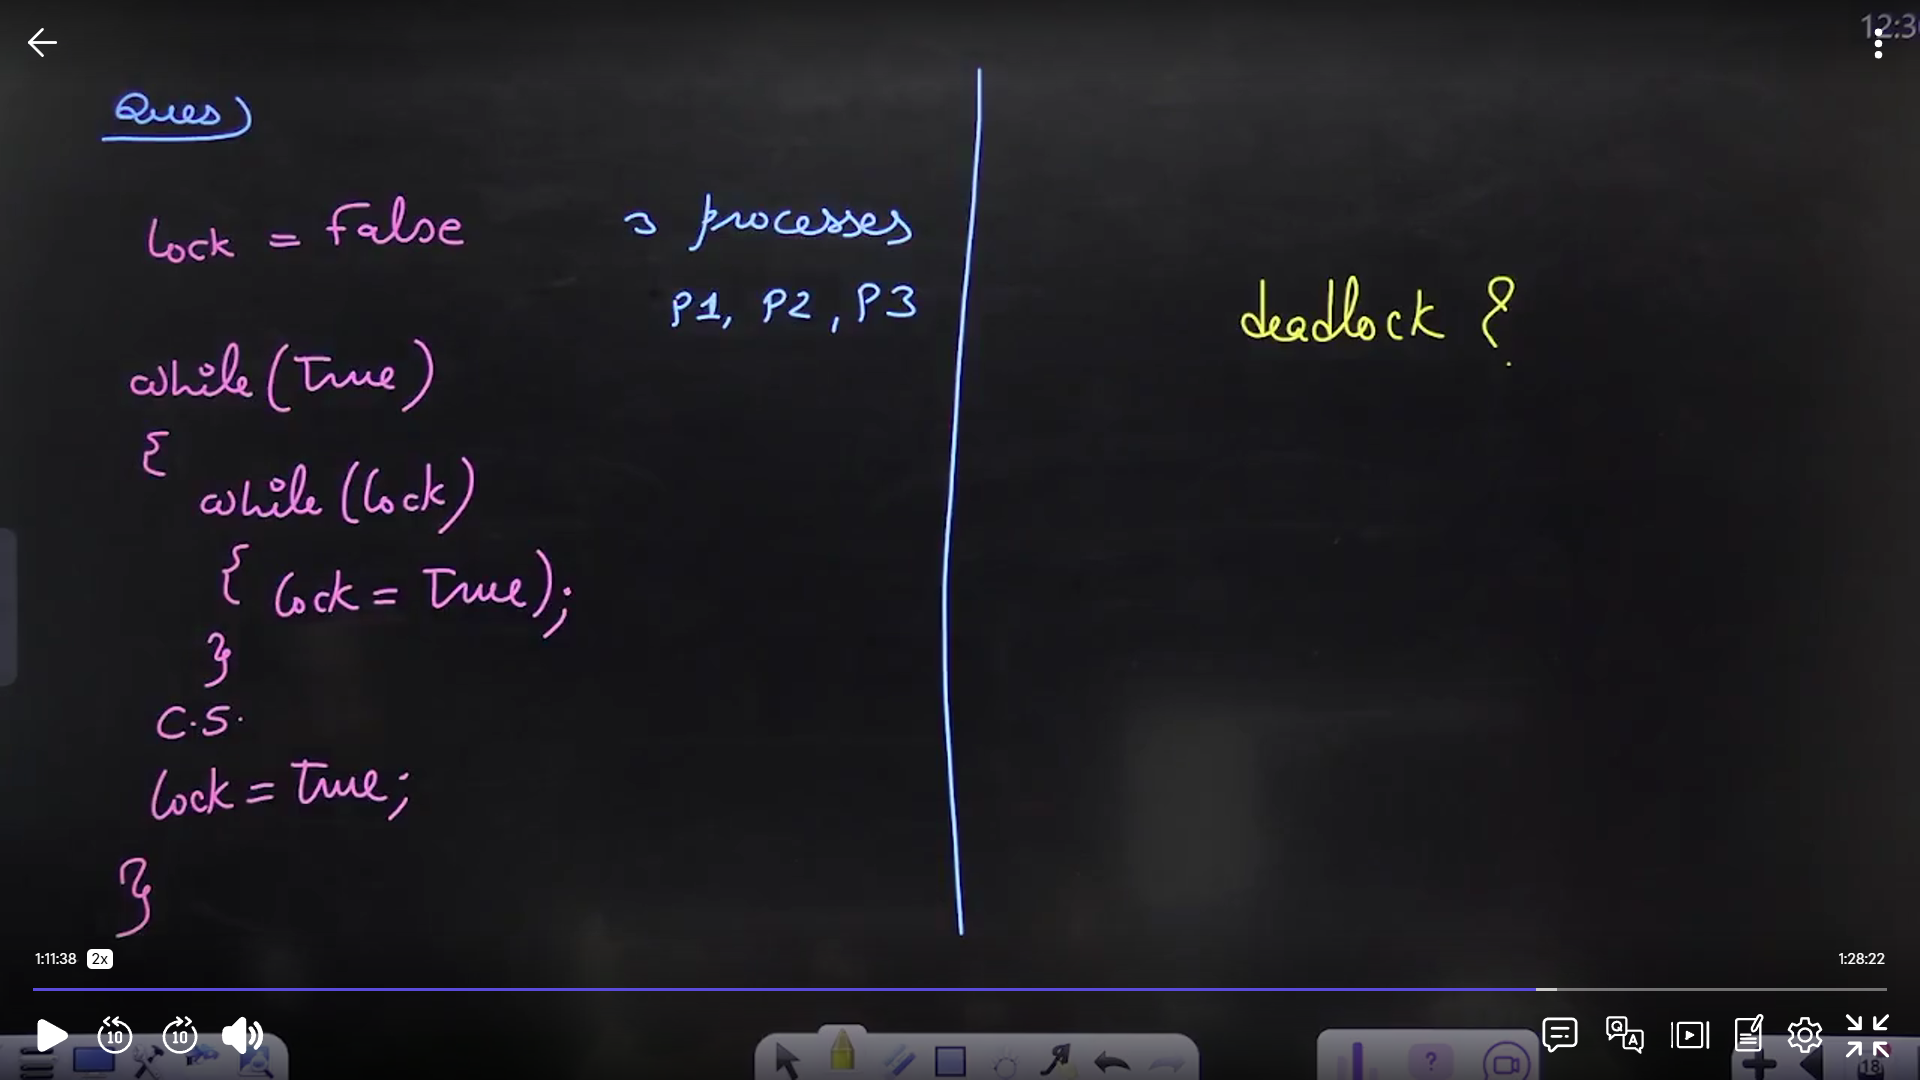 12:3
Ques)
lock = False
3 processes
P1, P2, P3
deadlock ?
while (True)
{
while (lock)
{ lock = True);
}
C.S.
lock = True;
}
1:11:38 2x
1:28:22
10
10
18